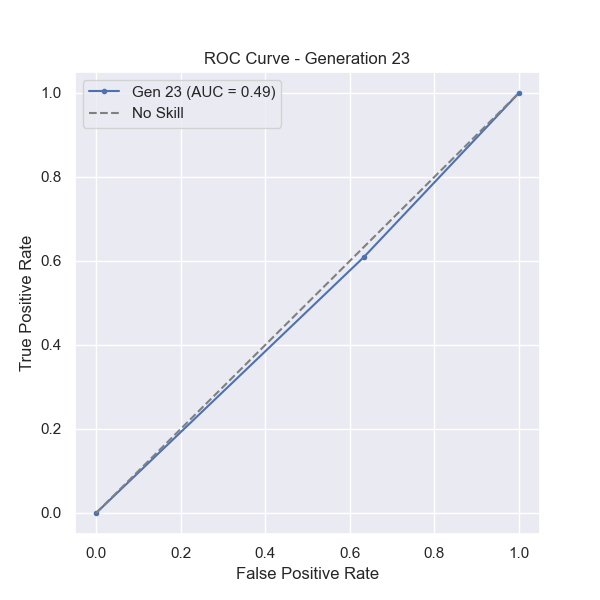 ROC Curve - Generation 23
Gen 23 (AUC = 0.49)
No Skill
True Positive Rate
1.0
0.8
0.6
0.4
0.2
0.0
0.0 0.2 0.4 0.6 0.8 1.0
False Positive Rate